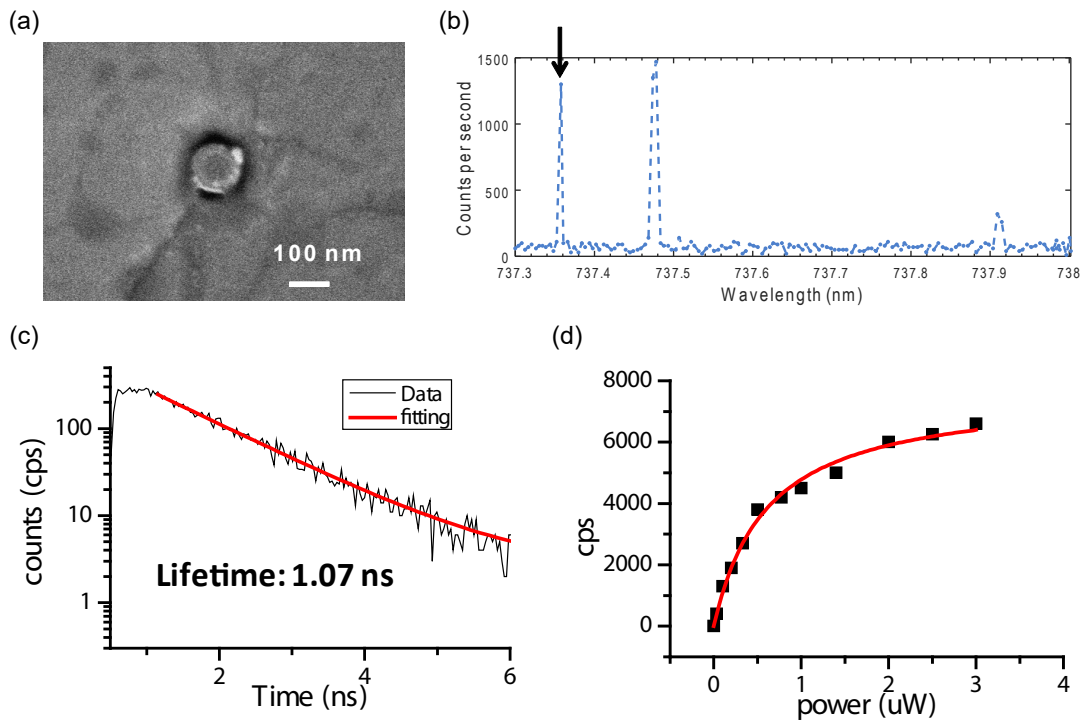 (a)
100 nm
(b)
1500
1000
500
0
Counts per second
737.3 737.4 737.5 737.6 737.7 737.8 737.9 738
Wavelength (nm)
(c)
100
10
1
counts (cps)
Data
fitting
Lifetime: 1.07 ns
2 4 6
Time (ns)
(d)
8000
6000
4000
2000
0
cps
0 1 2 3 4
power (uW)